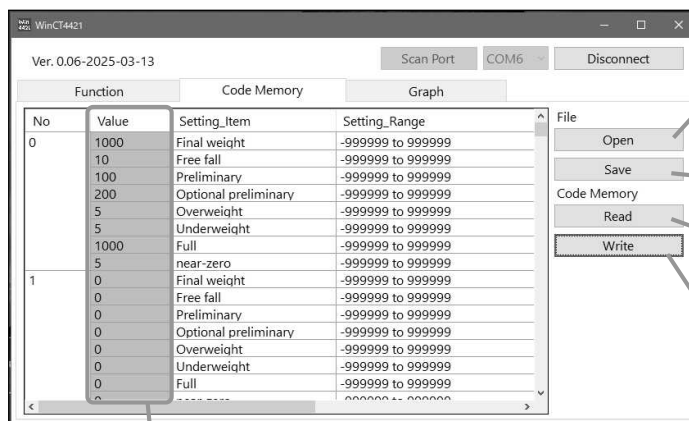 WinCT4421
Ver. 0.06-2025-03-13
Scan Port
COM6
Disconnect
Function
Code Memory
Graph
No Value Setting_Item Setting_Range
0 1000 Final weight -999999 to 999999
10 Free fall -999999 to 999999
100 Preliminary -999999 to 999999
200 Optional preliminary -999999 to 999999
5 Overweight -999999 to 999999
5 Underweight -999999 to 999999
1000 Full -999999 to 999999
5 near-zero -999999 to 999999
1 0 Final weight -999999 to 999999
0 Free fall -999999 to 999999
0 Preliminary -999999 to 999999
0 Optional preliminary -999999 to 999999
0 Overweight -999999 to 999999
0 Underweight -999999 to 999999
0 Full -999999 to 999999
File
Open
Save
Code Memory
Read
Write